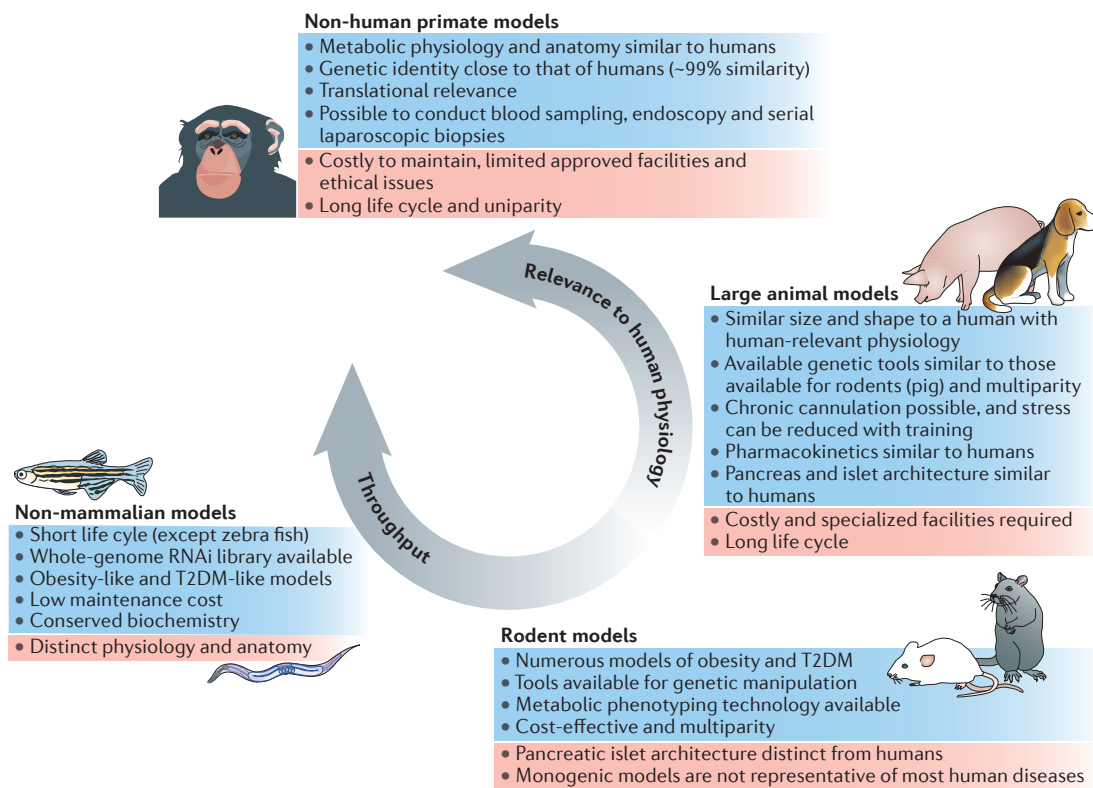 Non-human primate models
• Metabolic physiology and anatomy similar to humans
• Genetic identity close to that of humans (~99% similarity)
• Translational relevance
• Possible to conduct blood sampling, endoscopy and serial
laparoscopic biopsies
• Costly to maintain, limited approved facilities and
ethical issues
• Long life cycle and uniparity
Large animal models
• Similar size and shape to a human with
human-relevant physiology
• Available genetic tools similar to those
available for rodents (pig) and multiparity
• Chronic cannulation possible, and stress
can be reduced with training
• Pharmacokinetics similar to humans
• Pancreas and islet architecture similar
to humans
• Costly and specialized facilities required
• Long life cycle
Relevance to human physiology
Throughput
Non-mammalian models
• Short life cyle (except zebra fish)
• Whole-genome RNAi library available
• Obesity-like and T2DM-like models
• Low maintenance cost
• Conserved biochemistry
• Distinct physiology and anatomy
Rodent models
• Numerous models of obesity and T2DM
• Tools available for genetic manipulation
• Metabolic phenotyping technology available
• Cost-effective and multiparity
• Pancreatic islet architecture distinct from humans
• Monogenic models are not representative of most human diseases